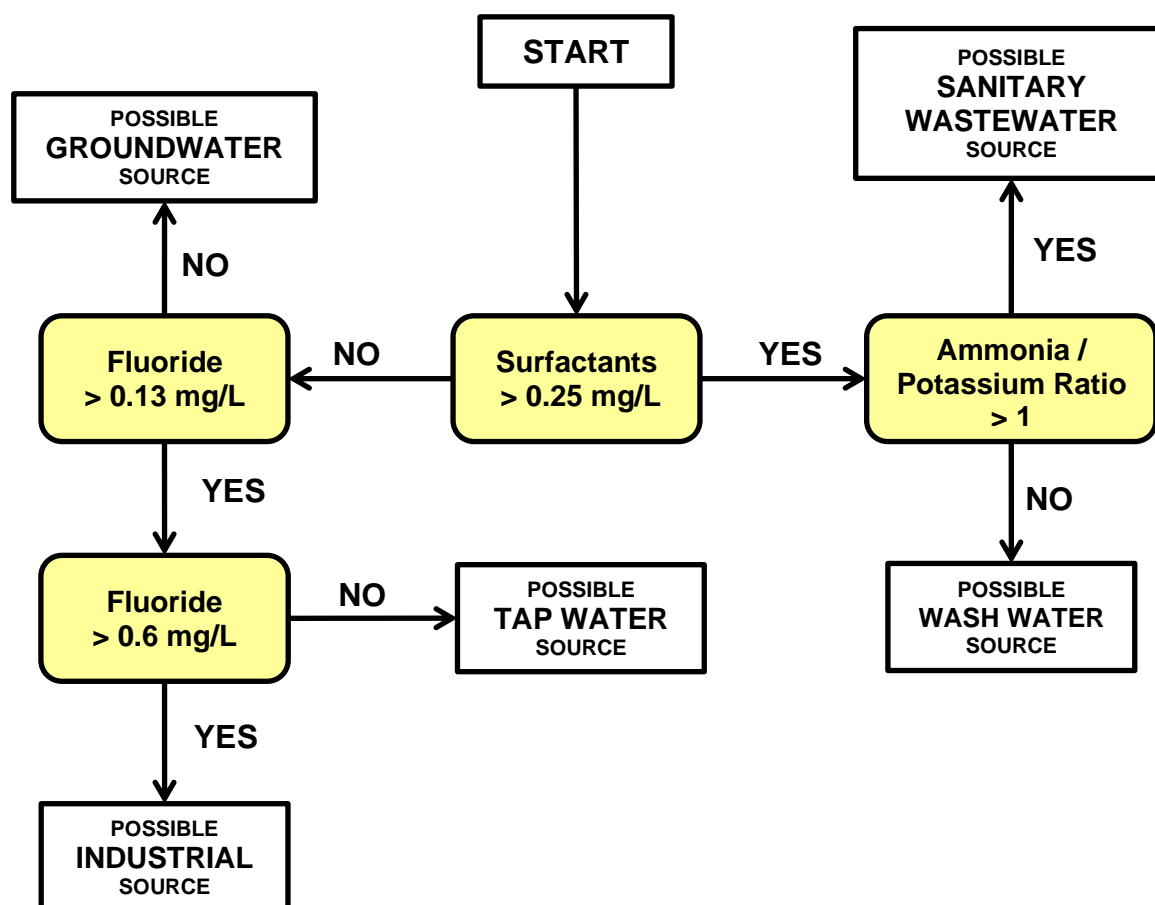 START
POSSIBLE
SANITARY
WASTEWATER
SOURCE
POSSIBLE
GROUNDWATER
SOURCE
NO
YES
Fluoride
> 0.13 mg/L
NO
Surfactants
> 0.25 mg/L
YES
Ammonia /
Potassium Ratio
> 1
YES
NO
Fluoride
> 0.6 mg/L
NO
POSSIBLE
TAP WATER
SOURCE
POSSIBLE
WASH WATER
SOURCE
YES
POSSIBLE
INDUSTRIAL
SOURCE